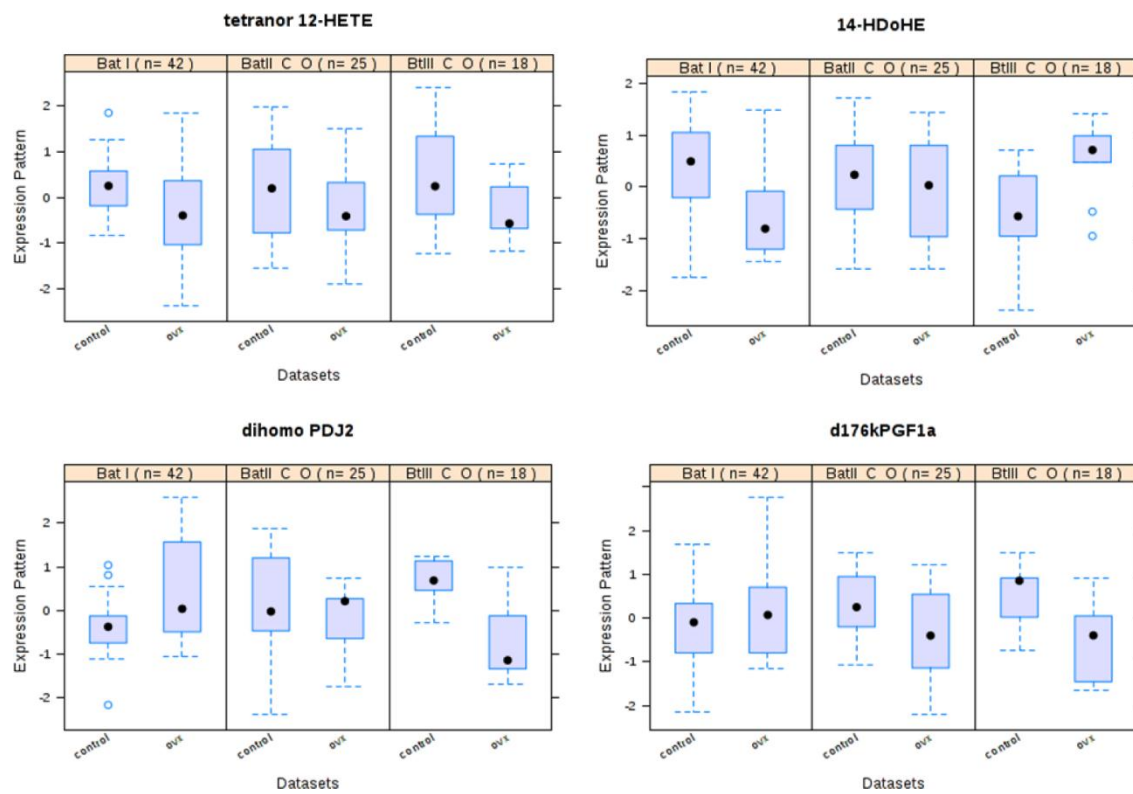 tetranor 12-HETE
Bat I ( n= 42 ) BatII C O ( n= 25 ) BtIII C O ( n= 18 )
Expression Pattern
2
1
0
-1
-2
control ovx control ovx control ovx
Datasets
14-HDoHE
Bat I ( n= 42 ) BatII C O ( n= 25 ) BtIII C O ( n= 18 )
Expression Pattern
2
1
0
-1
-2
control ovx control ovx control ovx
Datasets
dihomo PDJ2
Bat I ( n= 42 ) BatII C O ( n= 25 ) BtIII C O ( n= 18 )
Expression Pattern
2
1
0
-1
-2
control ovx control ovx control ovx
Datasets
d176kPGF1a
Bat I ( n= 42 ) BatII C O ( n= 25 ) BtIII C O ( n= 18 )
Expression Pattern
2
1
0
-1
-2
control ovx control ovx control ovx
Datasets